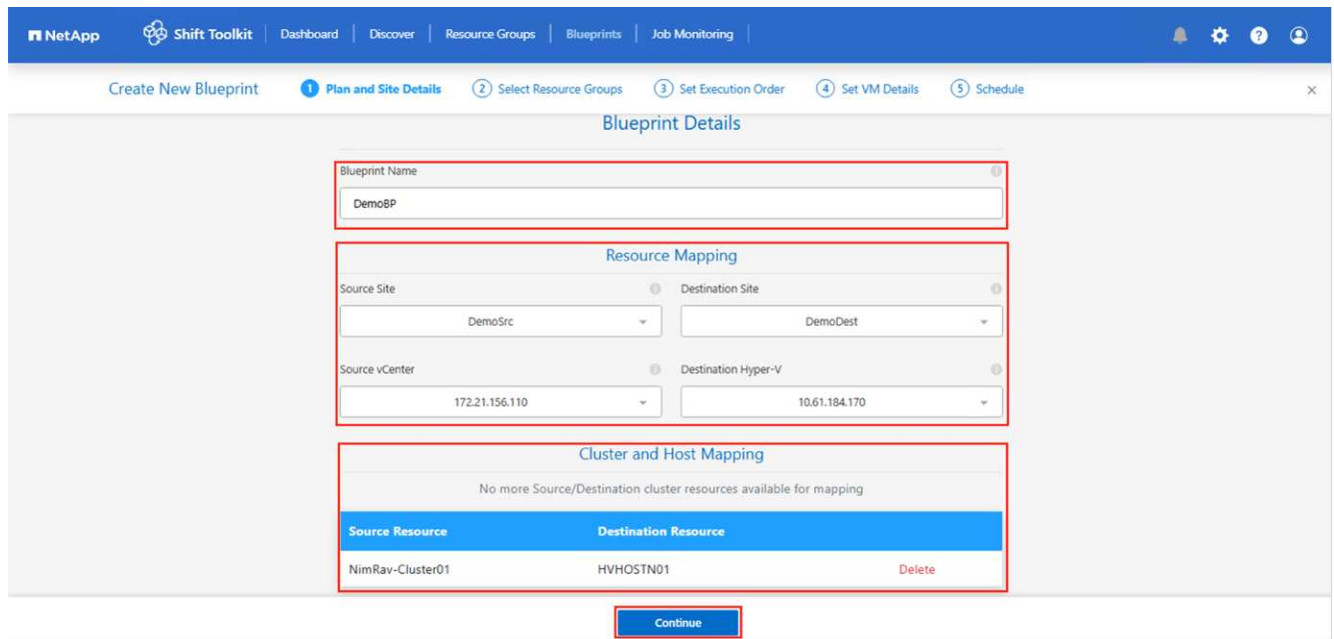 NetApp Shift Toolkit Dashboard Discover Resource Groups Blueprints Job Monitoring
Create New Blueprint 1 Plan and Site Details 2 Select Resource Groups 3 Set Execution Order 4 Set VM Details 5 Schedule
Blueprint Details
Blueprint Name
DemoBP
Resource Mapping
Source Site Destination Site
DemoSrc DemoDest
Source vCenter Destination Hyper-V
172.21.156.110 10.61.184.170
Cluster and Host Mapping
No more Source/Destination cluster resources available for mapping
Source Resource Destination Resource
NimRav-Cluster01 HVHOSTN01 Delete
Continue